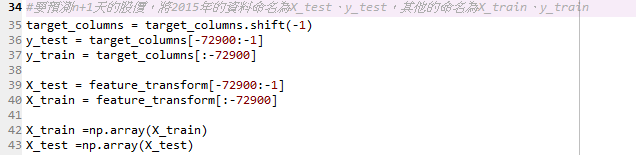 34 #要預測n+1天的股價，將2015年的資料命名為X_test、y_test，其他的命名為X_train、y_train
35 target_columns = target_columns.shift(-1)
36 y_test = target_columns[-72900:-1]
37 y_train = target_columns[:-72900]
38
39 X_test = feature_transform[-72900:-1]
40 X_train = feature_transform[:-72900]
41
42 X_train =np.array(X_train)
43 X_test =np.array(X_test)